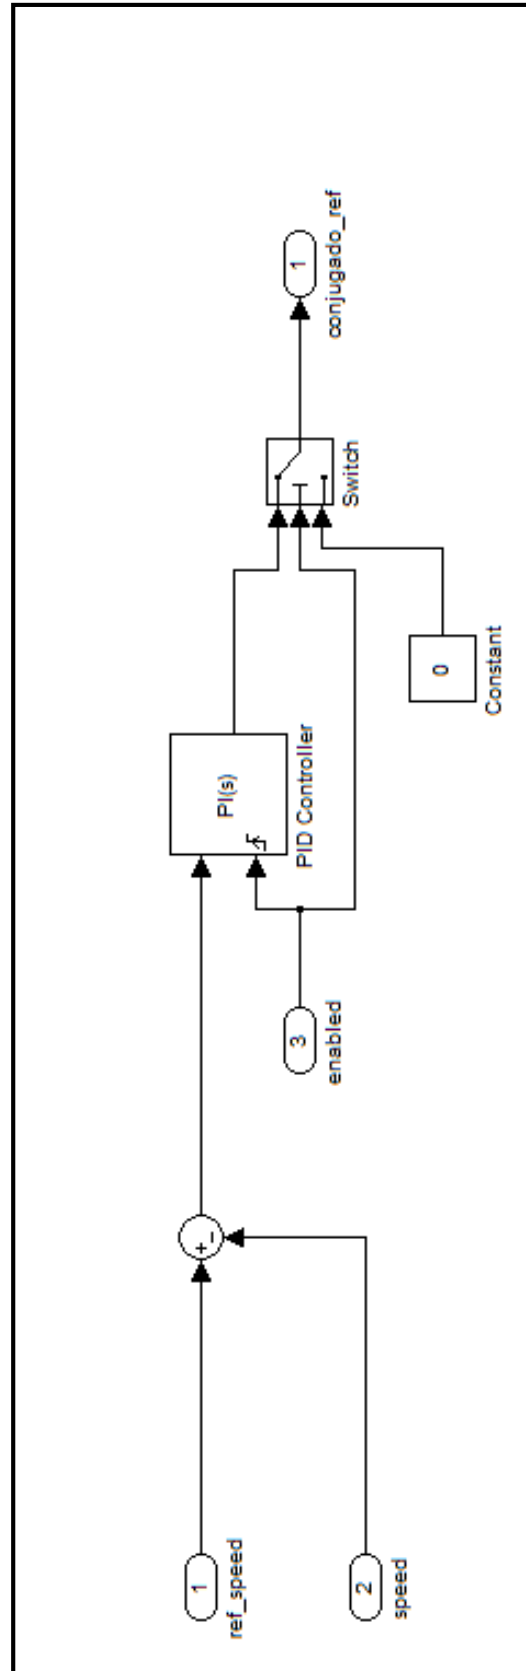 1
ref_speed
+
−
2
speed
3
enabled
PI(s)
PID Controller
0
Constant
Switch
1
conjugado_ref